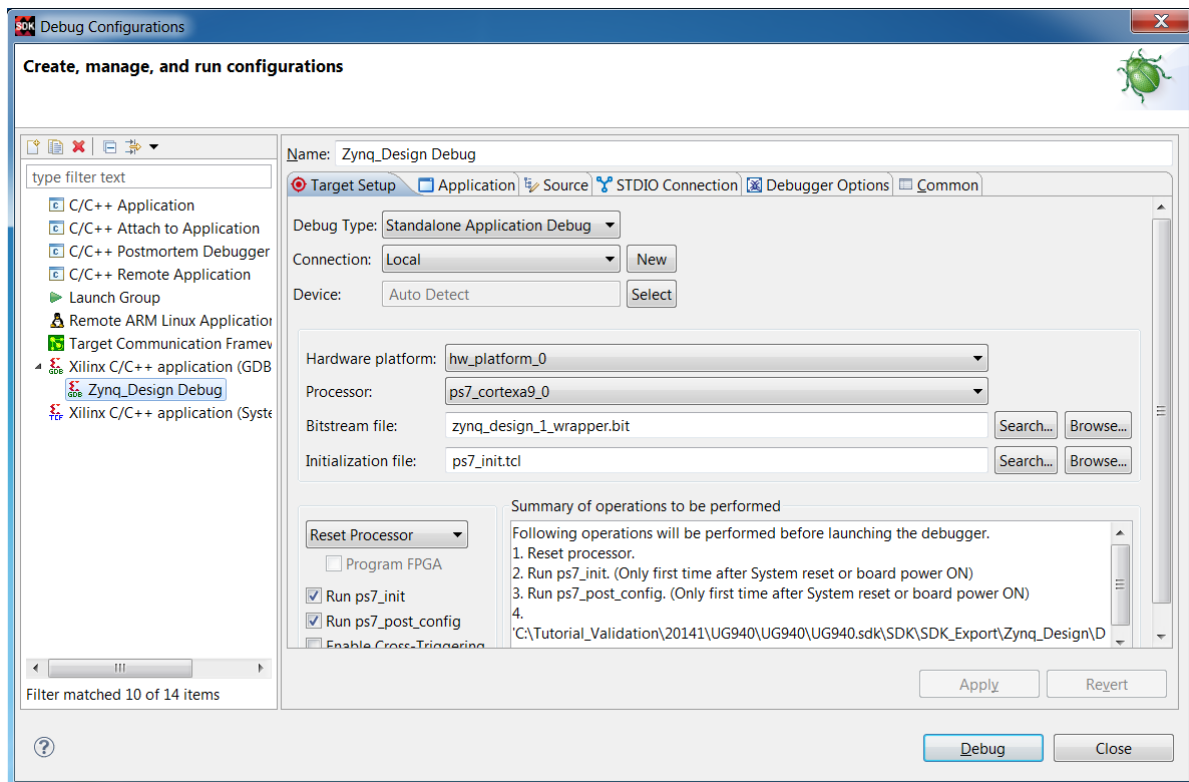 SDK Debug Configurations
X
Create, manage, and run configurations
type filter text
C/C++ Application
C/C++ Attach to Application
C/C++ Postmortem Debugger
C/C++ Remote Application
Launch Group
Remote ARM Linux Application
Target Communication Framew
Xilinx C/C++ application (GDB
Zynq_Design Debug
Xilinx C/C++ application (Syste
Filter matched 10 of 14 items
Name: Zynq_Design Debug
Target Setup Application Source STDIO Connection Debugger Options Common
Debug Type: Standalone Application Debug
Connection: Local New
Device: Auto Detect Select
Hardware platform: hw_platform_0
Processor: ps7_cortexa9_0
Bitstream file: zynq_design_1_wrapper.bit Search... Browse...
Initialization file: ps7_init.tcl Search... Browse...
Reset Processor
Program FPGA
Run ps7_init
Run ps7_post_config
Enable Cross-Triggering
Summary of operations to be performed
Following operations will be performed before launching the debugger.
1. Reset processor.
2. Run ps7_init. (Only first time after System reset or board power ON)
3. Run ps7_post_config. (Only first time after System reset or board power ON)
4.
'C:\Tutorial_Validation\20141\UG940\UG940\UG940.sdk\SDK\SDK_Export\Zynq_Design\D
Apply Revert
? Debug Close